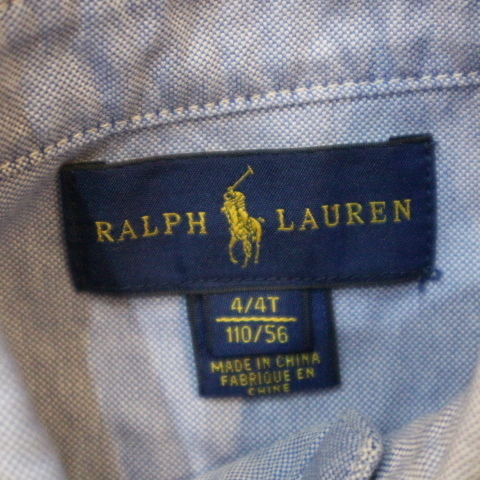 RALPH LAUREN
4/4T
110/56
MADE IN CHINA
FABRIQUE EN
CHINE